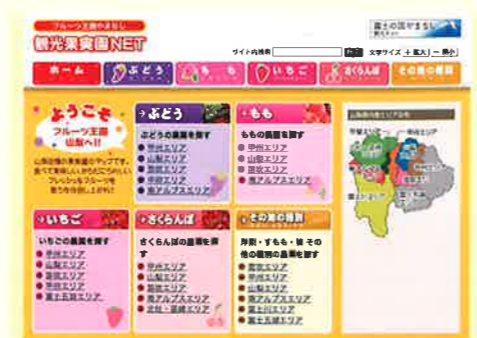 フルーツ王国やまなし
観光果実園NET
富士の国やまなし
サイト内検索
文字サイズ + 拡大 − 縮小
ホーム ぶどう もも いちご さくらんぼ その他の種類
ようこそ
フルーツ王国
山梨へ!!
ぶどう
ぶどうの農園を探す
甲州エリア
山梨エリア
笛吹エリア
甲府エリア
南アルプスエリア
もも
ももの農園を探す
甲州エリア
山梨エリア
笛吹エリア
南アルプスエリア
いちご
いちごの農園を探す
甲州エリア
山梨エリア
笛吹エリア
甲府エリア
富士五湖エリア
さくらんぼ
さくらんぼの農園を探
す
甲州エリア
山梨エリア
笛吹エリア
南アルプスエリア
北杜・韮崎エリア
その他の種別
洋梨・すもも・柿 その
他の種別の農園を探す
笛吹エリア
甲州エリア
山梨エリア
南アルプスエリア
富士川エリア
富士五湖エリア
甲州エリア